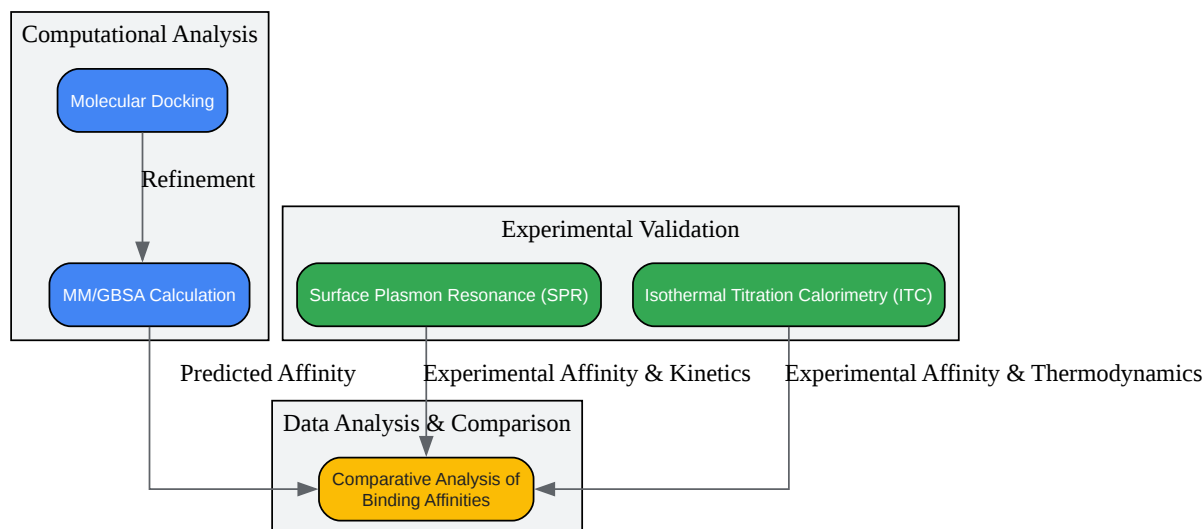 Computational Analysis
Molecular Docking
Refinement
Experimental Validation
MM/GBSA Calculation
Surface Plasmon Resonance (SPR)
Isothermal Titration Calorimetry (ITC)
Predicted Affinity
Experimental Affinity & Kinetics
Experimental Affinity & Thermodynamics
Data Analysis & Comparison
Comparative Analysis of
Binding Affinities